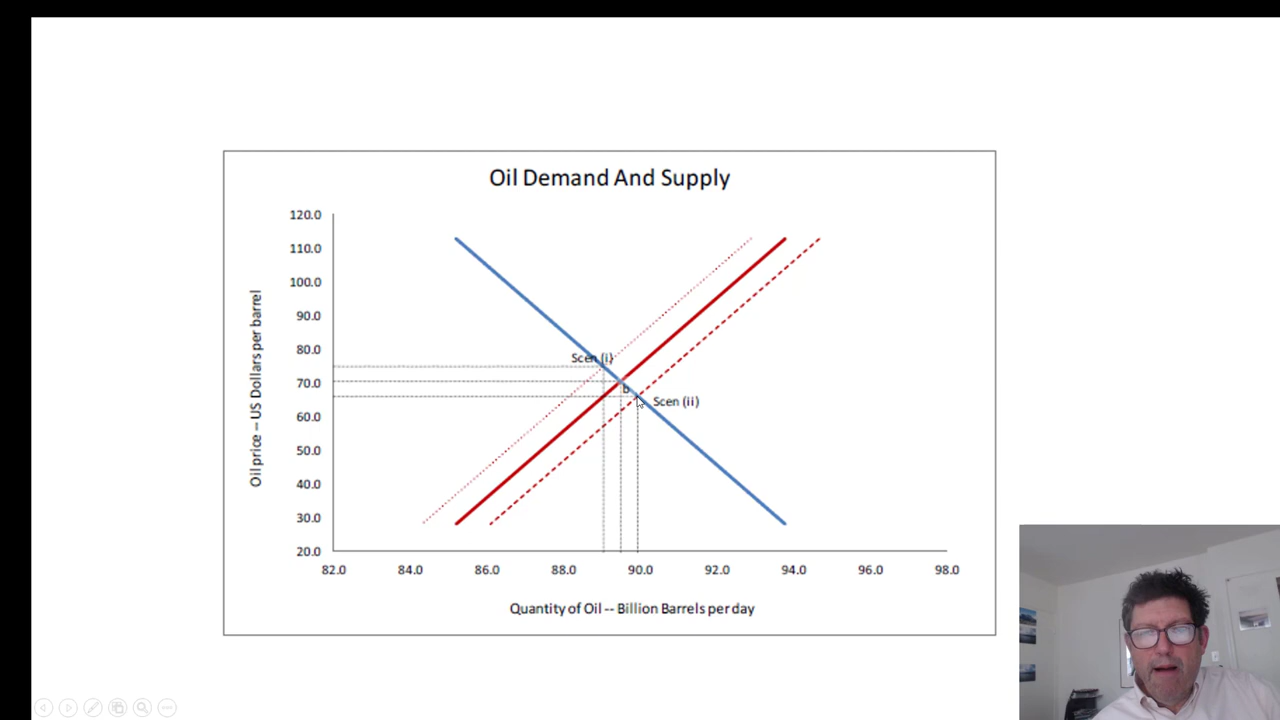 Oil Demand And Supply
120.0
110.0
100.0
90.0
80.0
70.0
60.0
50.0
40.0
30.0
20.0
Oil price – US Dollars per barrel
Scen (i)
b
Scen (ii)
82.0 84.0 86.0 88.0 90.0 92.0 94.0 96.0 98.0
Quantity of Oil -- Billion Barrels per day